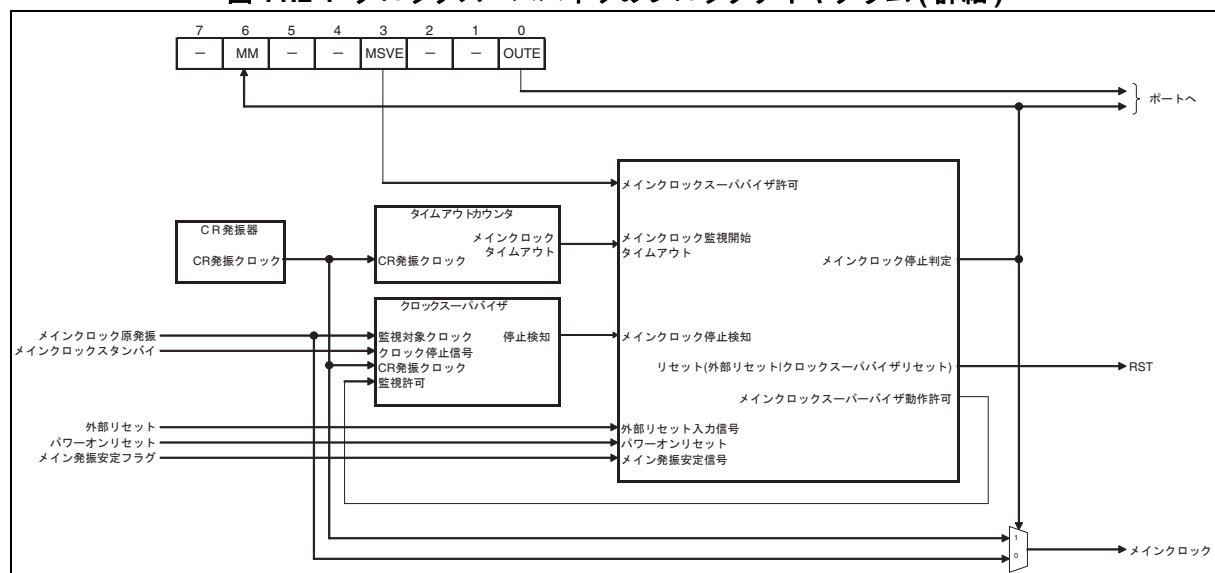 7 6 5 4 3 2 1 0
－ MM － － MSVE － － OUTE
ポートへ
メインクロックスーパバイザ許可
CR発振器
CR発振クロック
タイムアウトカウンタ
メインクロック
タイムアウト
CR発振クロック
メインクロック監視開始
タイムアウト
メインクロック停止判定
クロックスーパバイザ
メインクロック原発振
メインクロックスタンバイ
監視対象クロック
停止検知
クロック停止信号
CR発振クロック
監視許可
メインクロック停止検知
リセット(外部リセット|クロックスーパバイザリセット)
RST
メインクロックスーパーバイザ動作許可
外部リセット
パワーオンリセット
メイン発振安定フラグ
外部リセット入力信号
パワーオンリセット
メイン発振安定信号
1
0
メインクロック